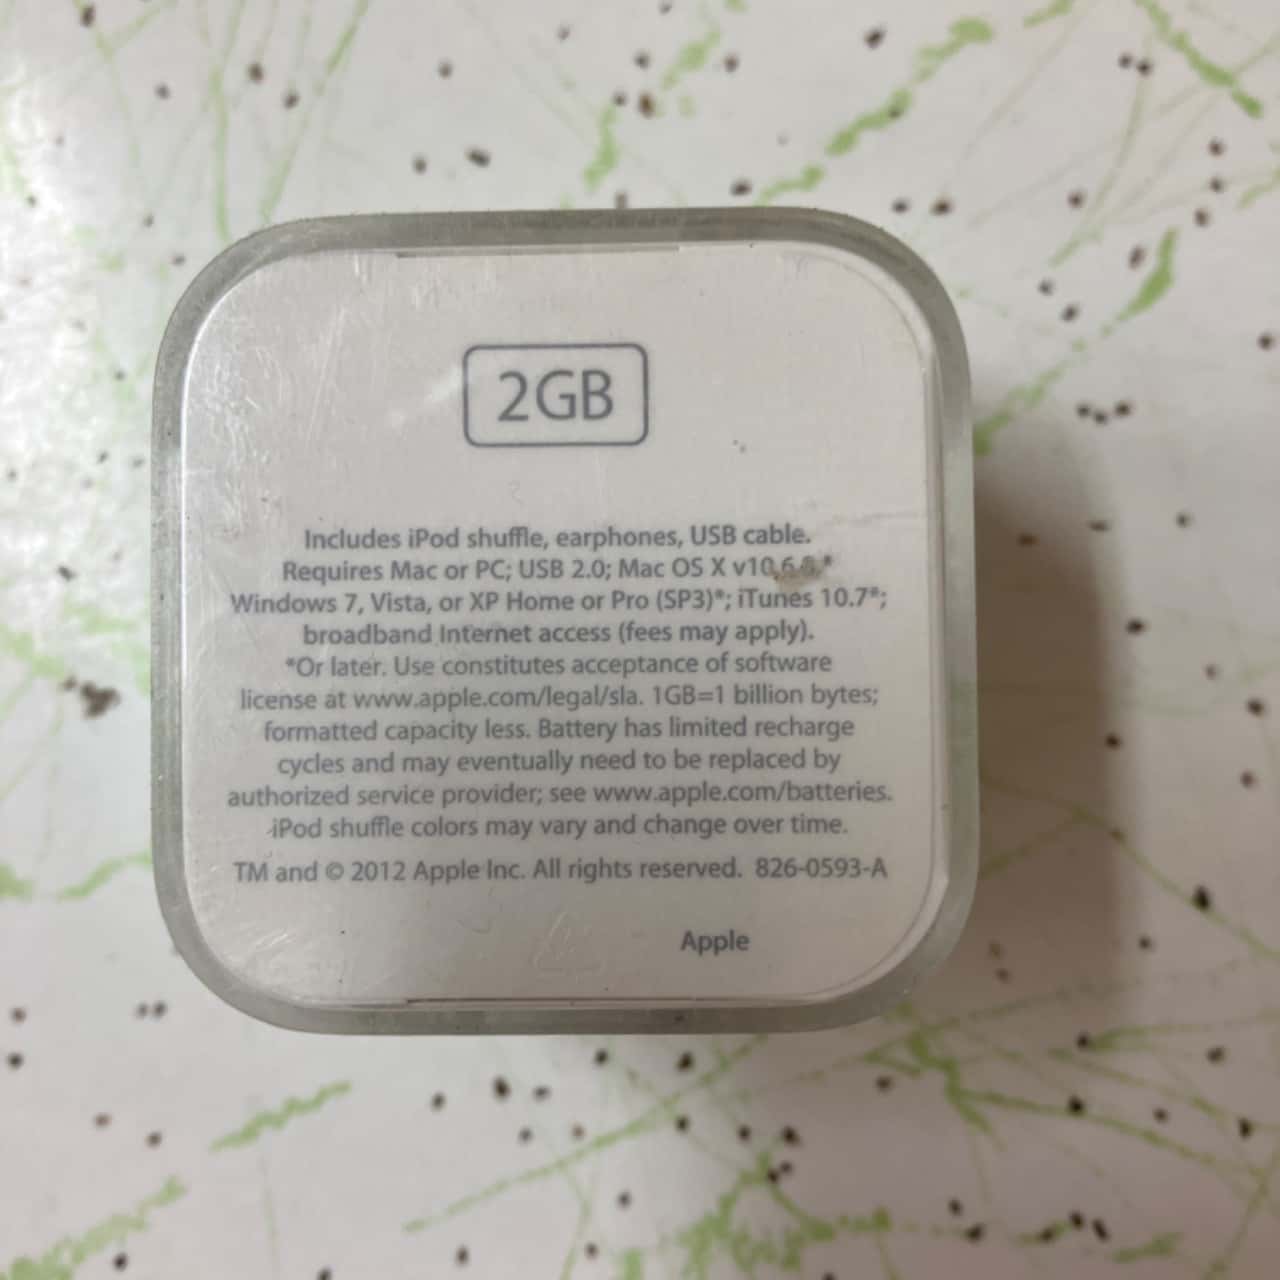 2GB
Includes iPod shuffle, earphones, USB cable.
Requires Mac or PC; USB 2.0; Mac OS X v10.6.8;*
Windows 7, Vista, or XP Home or Pro (SP3)*; iTunes 10.7*;
broadband Internet access (fees may apply).
*Or later. Use constitutes acceptance of software
license at www.apple.com/legal/sla. 1GB=1 billion bytes;
formatted capacity less. Battery has limited recharge
cycles and may eventually need to be replaced by
authorized service provider; see www.apple.com/batteries.
iPod shuffle colors may vary and change over time.
TM and © 2012 Apple Inc. All rights reserved. 826-0593-A
Apple